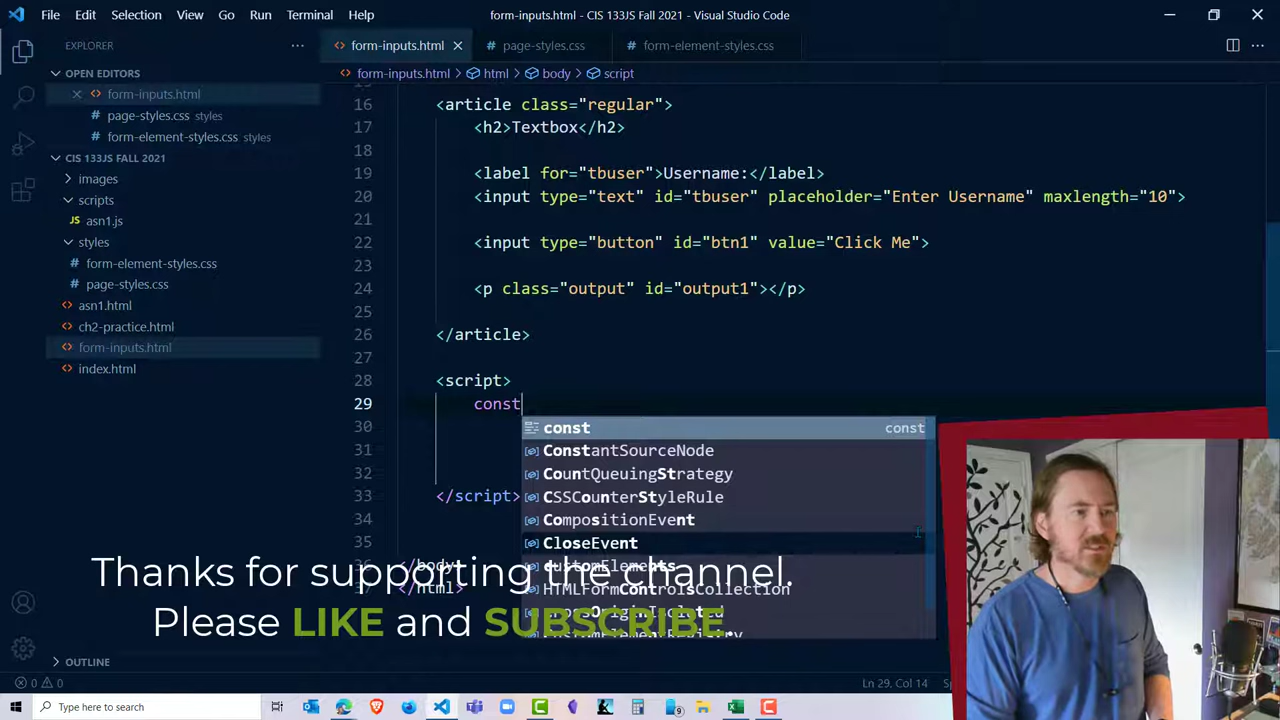 File Edit Selection View Go Run Terminal Help
form-inputs.html - CIS 133JS Fall 2021 - Visual Studio Code
EXPLORER
form-inputs.html
page-styles.css
form-element-styles.css
OPEN EDITORS
form-inputs.html > html > body > script
form-inputs.html
page-styles.css styles
form-element-styles.css styles
CIS 133JS FALL 2021
images
scripts
JS asn1.js
styles
form-element-styles.css
page-styles.css
asn1.html
ch2-practice.html
form-inputs.html
index.html
16 <article class="regular">
17 <h2>Textbox</h2>
18
19 <label for="tbuser">Username:</label>
20 <input type="text" id="tbuser" placeholder="Enter Username" maxlength="10">
21
22 <input type="button" id="btn1" value="Click Me">
23
24 <p class="output" id="output1"></p>
25
26 </article>
27
28 <script>
29 const
30
31
32
33 </script>
34
35
</body>
</html>
const const
ConstantSourceNode
CountQueuingStrategy
CSSCounterStyleRule
CompositionEvent
CloseEvent
customElements
HTMLFormControlsCollection
crossOriginIsolated
CustomElementRegistry
Thanks for supporting the channel.
Please LIKE and SUBSCRIBE.
OUTLINE
0 0
Ln 29, Col 14
Type here to search